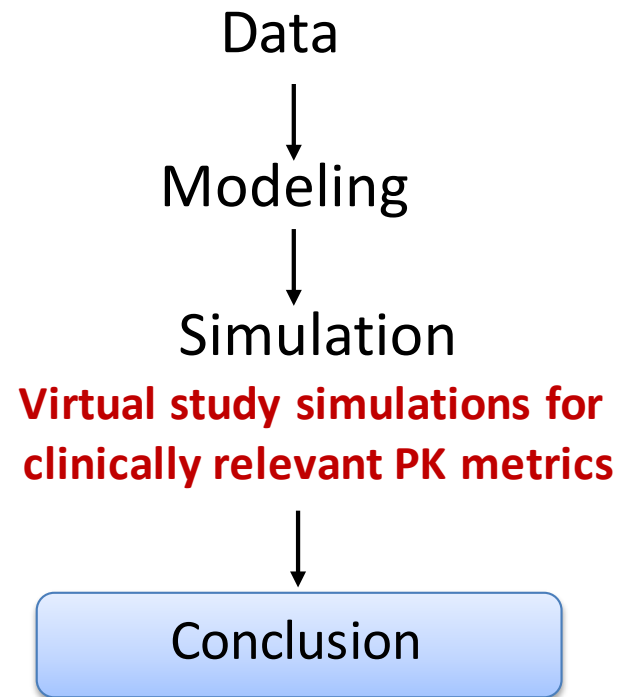 Data
Modeling
Simulation
Virtual study simulations for
clinically relevant PK metrics
Conclusion